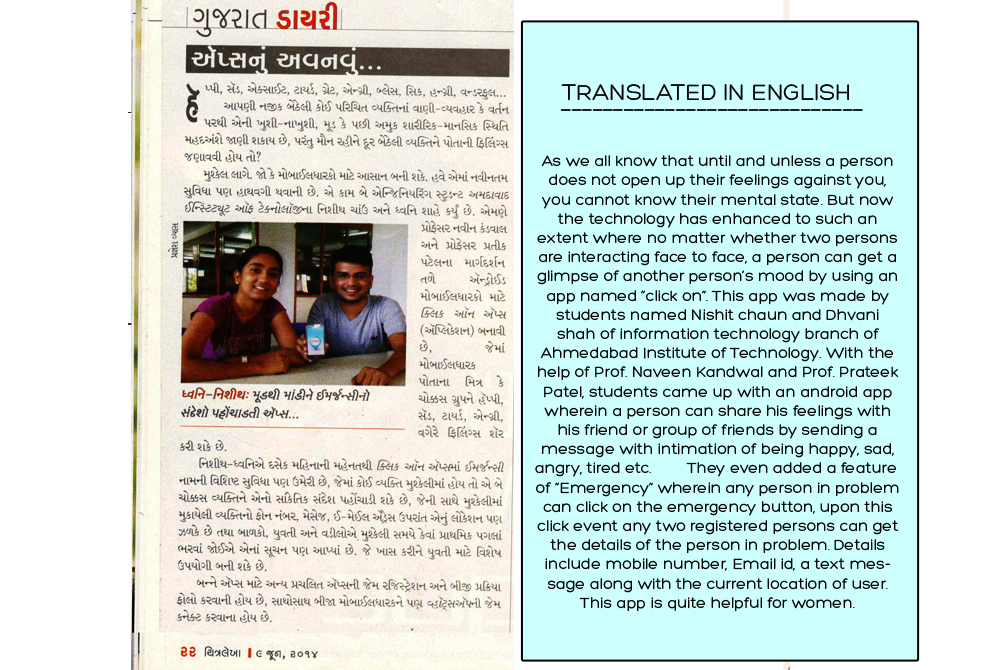 ગુજરાત ડાયરી
એપ્સનું અવનવું...
હેપ્પી, સૅડ, એક્સાઈટ, ટાયર્ડ, ગ્રેટ, એન્ગ્રી, બ્લેસ, સિક, હન્ગ્રી, વન્ડરફુલ...
આપણી નજીક બેઠેલી કોઈ પરિચિત વ્યક્તિનાં વાણી-વ્યવહાર કે વર્તન
પરથી એની ખુશી-નાખુશી, મૂડ કે પછી અમુક શારીરિક-માનસિક સ્થિતિ
મહદઅંશે જાણી શકાય છે, પરંતુ મૌન રહીને દૂર બેઠેલી વ્યક્તિને પોતાની ફિલિંગ્સ
જણાવવી હોય તો?
મુશ્કેલ લાગે. જો કે મોબાઈલધારકો માટે આસાન બની શકે. હવે એમાં નવીનતમ
સુવિધા પણ હાથવગી થવાની છે. એ કામ બે એન્જિનિયરિંગ સ્ટુડન્ટ અમદાવાદ
ઈન્સ્ટિટ્યૂટ ઑફ ટેક્નોલૉજીના નિશીથ ચાંઉ અને ધ્વનિ શાહે કર્યું છે. એમણે
પ્રોફેસર નવીન કંડવાલ
અને પ્રોફેસર પ્રતીક
પટેલના માર્ગદર્શન
તળે ઍન્ડ્રોઈડ
મોબાઈલધારકો માટે
ક્લિક ઑન ઍપ્સ
(ઍપ્લિકેશન) બનાવી
છે, જેમાં
મોબાઈલધારક
પોતાના મિત્ર કે
ચોક્કસ ગ્રુપને હૅપ્પી,
સૅડ, ટાયર્ડ, એન્ગ્રી,
વગેરે ફિલિંગ્સ શૅર
કરી શકે છે.
ધ્વનિ-નિશીથ: મૂડથી માંડીને ઈમર્જન્સીનો
સંદેશો પહોંચાડતી ઍપ્સ...
નિશીથ-ધ્વનિએ દસેક મહિનાની મહેનતથી ક્લિક ઑન ઍપ્સમાં ઈમર્જન્સી
નામની વિશિષ્ટ સુવિધા પણ ઉમેરી છે, જેમાં કોઈ વ્યક્તિ મુશ્કેલીમાં હોય તો એ બે
ચોક્કસ વ્યક્તિને એનો સાંકેતિક સંદેશ પહોંચાડી શકે છે, જેની સાથે મુશ્કેલીમાં
મુકાયેલી વ્યક્તિનો ફોન નંબર, મેસેજ, ઈ-મેઈલ ઍડ્રેસ ઉપરાંત એનું લોકેશન પણ
ઝળકે છે તથા બાળકો, યુવતી અને વડીલોએ મુશ્કેલી સમયે કેવાં પ્રાથમિક પગલાં
ભરવાં જોઈએ એનાં સૂચન પણ આપ્યાં છે. જે ખાસ કરીને યુવતી માટે વિશેષ
ઉપયોગી બની શકે છે.
બન્ને ઍપ્સ માટે અન્ય પ્રચલિત ઍપ્સની જેમ રજિસ્ટ્રેશન અને બીજી પ્રક્રિયા
ફોલો કરવાની હોય છે, સાથોસાથ બીજા મોબાઈલધારકને પણ વ્હૉટ્સઍપની જેમ
કનેક્ટ કરવાના હોય છે.
૨૨ ચિત્રલેખા ૯ જૂન, ૨૦૧૪
TRANSLATED IN ENGLISH
As we all know that until and unless a person
does not open up their feelings against you,
you cannot know their mental state. But now
the technology has enhanced to such an
extent where no matter whether two persons
are interacting face to face, a person can get a
glimpse of another person's mood by using an
app named "click on". This app was made by
students named Nishit chaun and Dhvani
shah of information technology branch of
Ahmedabad Institute of Technology. With the
help of Prof. Naveen Kandwal and Prof. Prateek
Patel, students came up with an android app
wherein a person can share his feelings with
his friend or group of friends by sending a
message with intimation of being happy, sad,
angry, tired etc. They even added a feature
of "Emergency" wherein any person in problem
can click on the emergency button, upon this
click event any two registered persons can get
the details of the person in problem. Details
include mobile number, Email id, a text mes-
sage along with the current location of user.
This app is quite helpful for women.